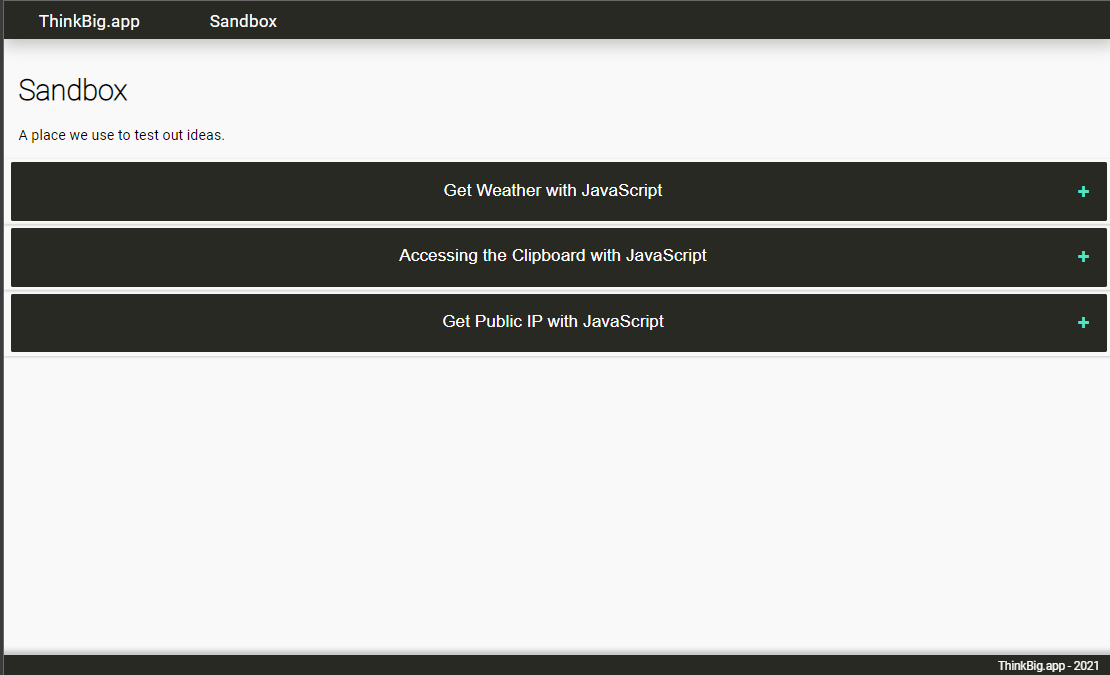 ThinkBig.app Sandbox
Sandbox
A place we use to test out ideas.
Get Weather with JavaScript +
Accessing the Clipboard with JavaScript +
Get Public IP with JavaScript +
ThinkBig.app - 2021